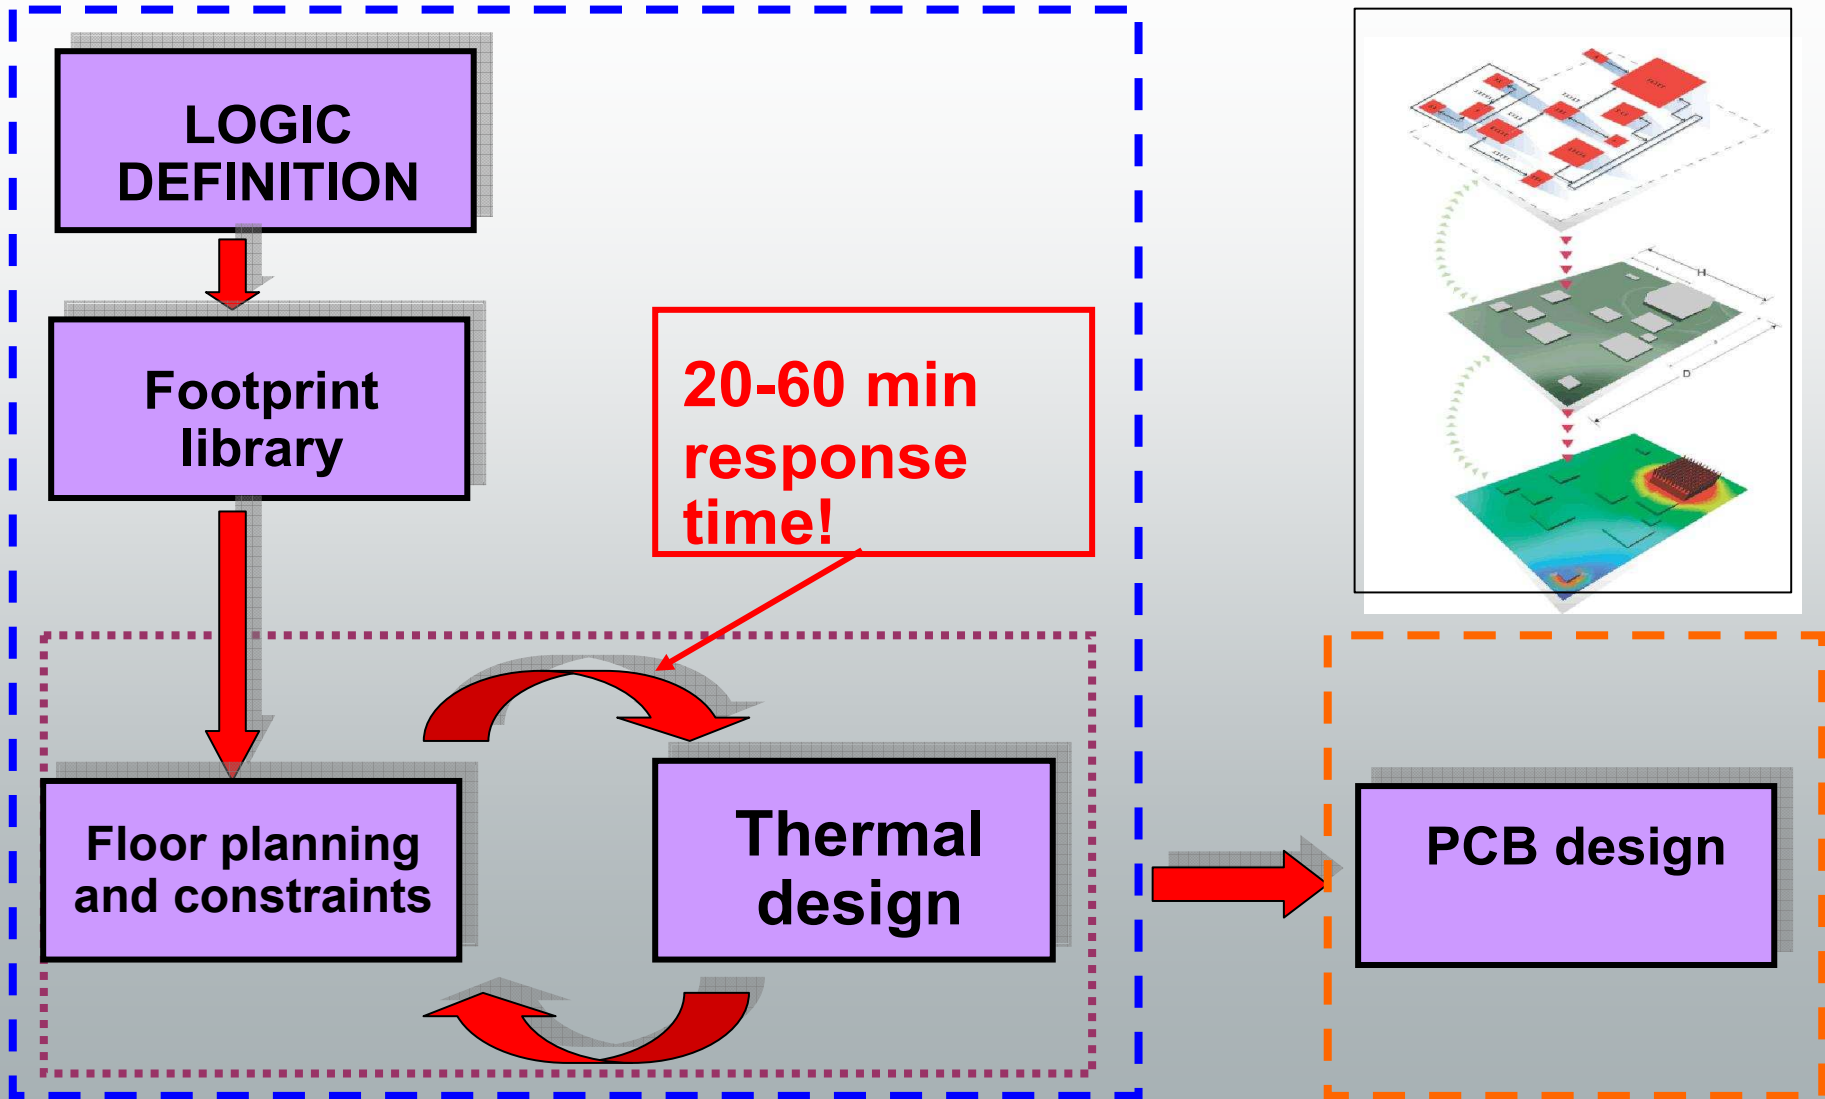 LOGIC
DEFINITION
Footprint
library
20-60 min
response
time!
Floor planning
and constraints
Thermal
design
PCB design
H
D